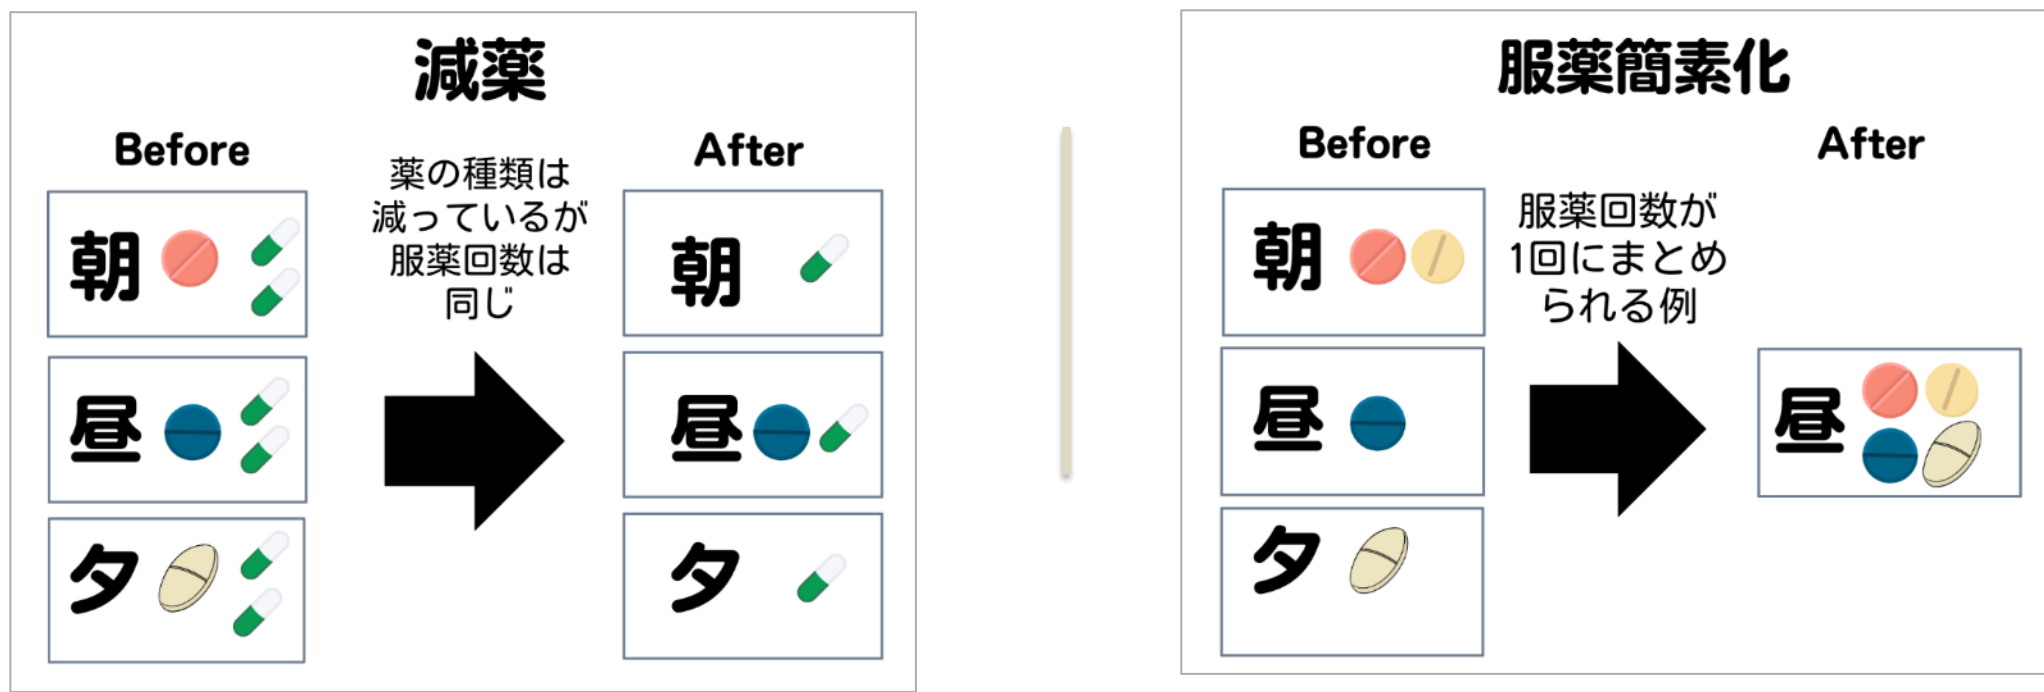 減薬
Before
薬の種類は
減っているが
服薬回数は
同じ
After
朝
昼
夕
朝
昼
夕
服薬簡素化
Before
服薬回数が
1回にまとめ
られる例
After
朝
昼
夕
昼